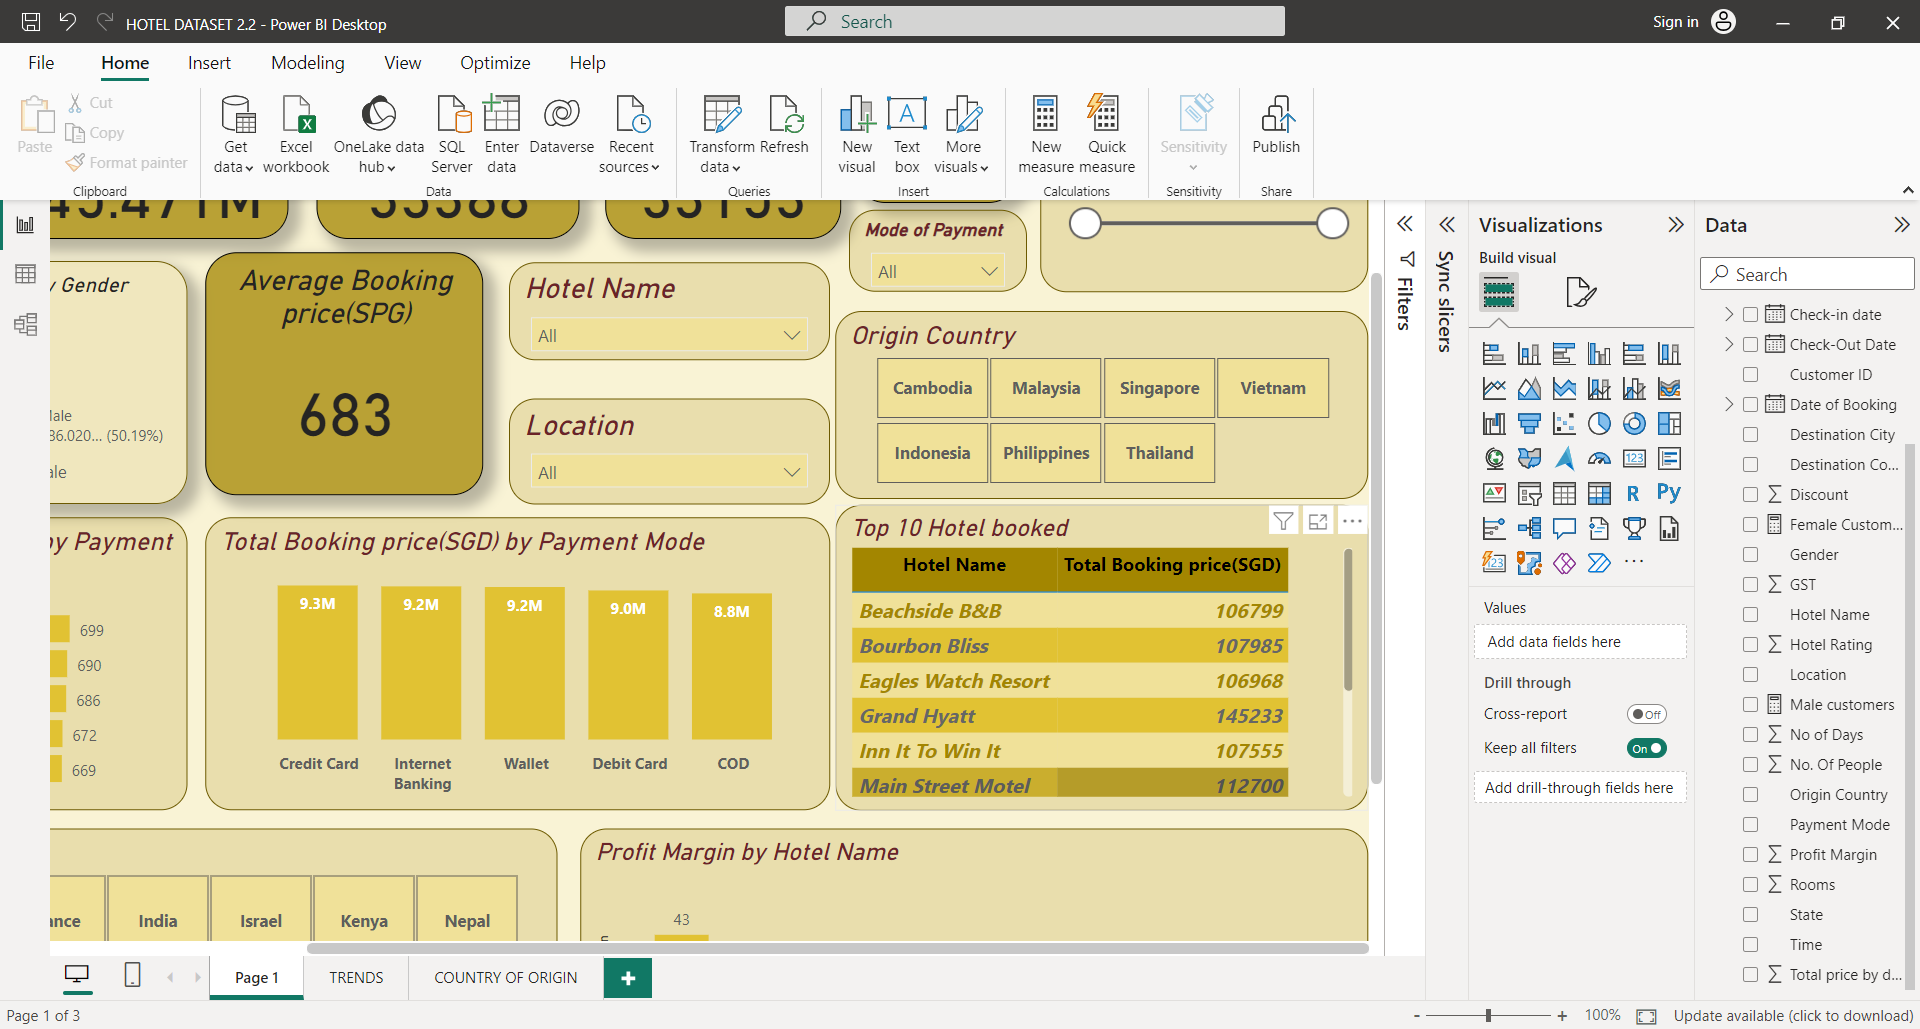 HOTEL DATASET 2.2 - Power BI Desktop
Search
Sign in
File
Home
Insert
Modeling
View
Optimize
Help
Paste
Cut
Copy
Format painter
Clipboard
Get
data
Excel
workbook
OneLake data
hub
SQL
Server
Enter
data
Dataverse
Recent
sources
Data
Transform
data
Refresh
Queries
New
visual
Text
box
More
visuals
Insert
New
measure
Quick
measure
Calculations
Sensitivity
Sensitivity
Publish
Share
Mode of Payment
All
y Gender
Average Booking
price(SPG)
683
Hotel Name
All
Location
All
Origin Country
Cambodia
Malaysia
Singapore
Vietnam
Indonesia
Philippines
Thailand
lale
36.020... (50.19%)
ale
by Payment
699
690
686
672
669
Total Booking price(SGD) by Payment Mode
9.3M
9.2M
9.2M
9.0M
8.8M
Credit Card
Internet
Banking
Wallet
Debit Card
COD
Top 10 Hotel booked
Hotel Name Total Booking price(SGD)
Beachside B&B 106799
Bourbon Bliss 107985
Eagles Watch Resort 106968
Grand Hyatt 145233
Inn It To Win It 107555
Main Street Motel 112700
ance
India
Israel
Kenya
Nepal
Profit Margin by Hotel Name
43
Filters
Sync slicers
Visualizations
Build visual
123
R
Py
123
Values
Add data fields here
Drill through
Cross-report
Off
Keep all filters
On
Add drill-through fields here
Data
Search
Check-in date
Check-Out Date
Customer ID
Date of Booking
Destination City
Destination Co...
Discount
Female Custom...
Gender
GST
Hotel Name
Hotel Rating
Location
Male customers
No of Days
No. Of People
Origin Country
Payment Mode
Profit Margin
Rooms
State
Time
Total price by d...
Page 1
TRENDS
COUNTRY OF ORIGIN
Page 1 of 3
100%
Update available (click to download)